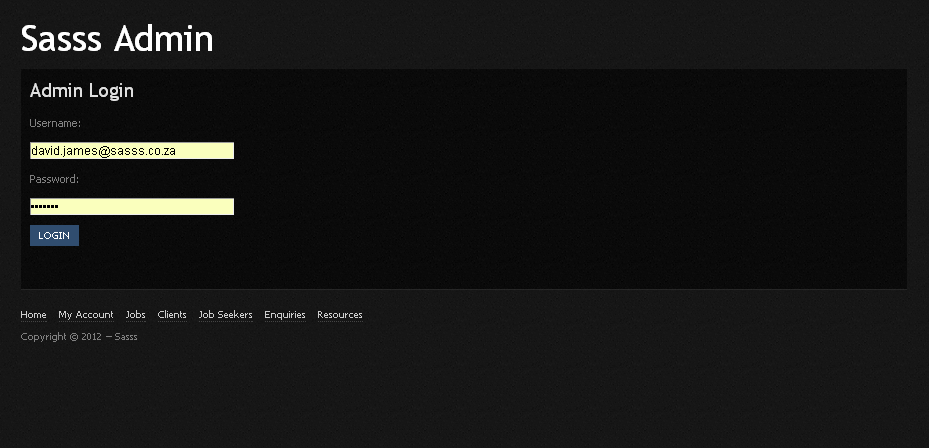 Sasss Admin
Admin Login
Username:
david.james@sasss.co.za
Password:
•••••••
LOGIN
Home My Account Jobs Clients Job Seekers Enquiries Resources
Copyright © 2012 – Sasss